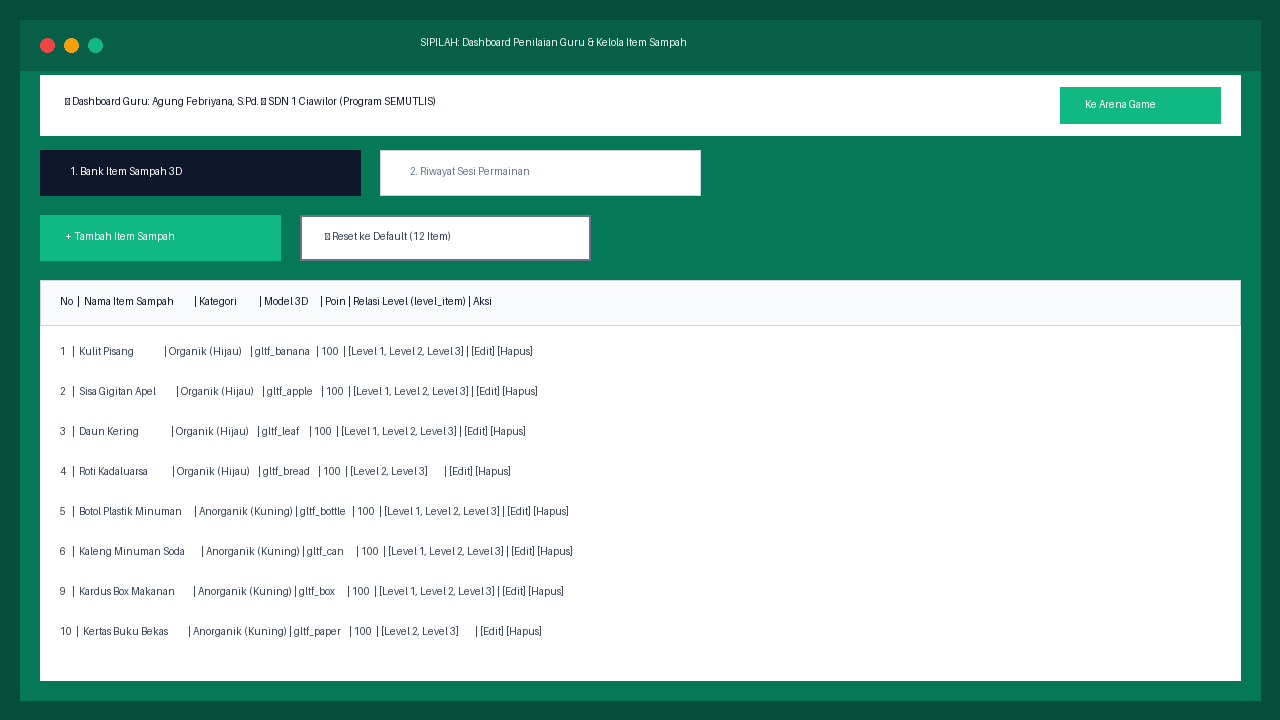 SIPILAH: Dashboard Penilaian Guru & Kelola Item Sampah
Dashboard Guru: Agung Febriyana, S.Pd. SDN 1 Ciawilor (Program SEMUTLIS)
Ke Arena Game
1. Bank Item Sampah 3D
2. Riwayat Sesi Permainan
+ Tambah Item Sampah
Reset ke Default (12 Item)
No | Nama Item Sampah | Kategori | Model 3D | Poin | Relasi Level (level_item) | Aksi
1 | Kulit Pisang | Organik (Hijau) | gltf_banana | 100 | [Level 1, Level 2, Level 3] | [Edit] [Hapus]
2 | Sisa Gigitan Apel | Organik (Hijau) | gltf_apple | 100 | [Level 1, Level 2, Level 3] | [Edit] [Hapus]
3 | Daun Kering | Organik (Hijau) | gltf_leaf | 100 | [Level 1, Level 2, Level 3] | [Edit] [Hapus]
4 | Roti Kadaluarsa | Organik (Hijau) | gltf_bread | 100 | [Level 2, Level 3] | [Edit] [Hapus]
5 | Botol Plastik Minuman | Anorganik (Kuning) | gltf_bottle | 100 | [Level 1, Level 2, Level 3] | [Edit] [Hapus]
6 | Kaleng Minuman Soda | Anorganik (Kuning) | gltf_can | 100 | [Level 1, Level 2, Level 3] | [Edit] [Hapus]
9 | Kardus Box Makanan | Anorganik (Kuning) | gltf_box | 100 | [Level 1, Level 2, Level 3] | [Edit] [Hapus]
10 | Kertas Buku Bekas | Anorganik (Kuning) | gltf_paper | 100 | [Level 2, Level 3] | [Edit] [Hapus]